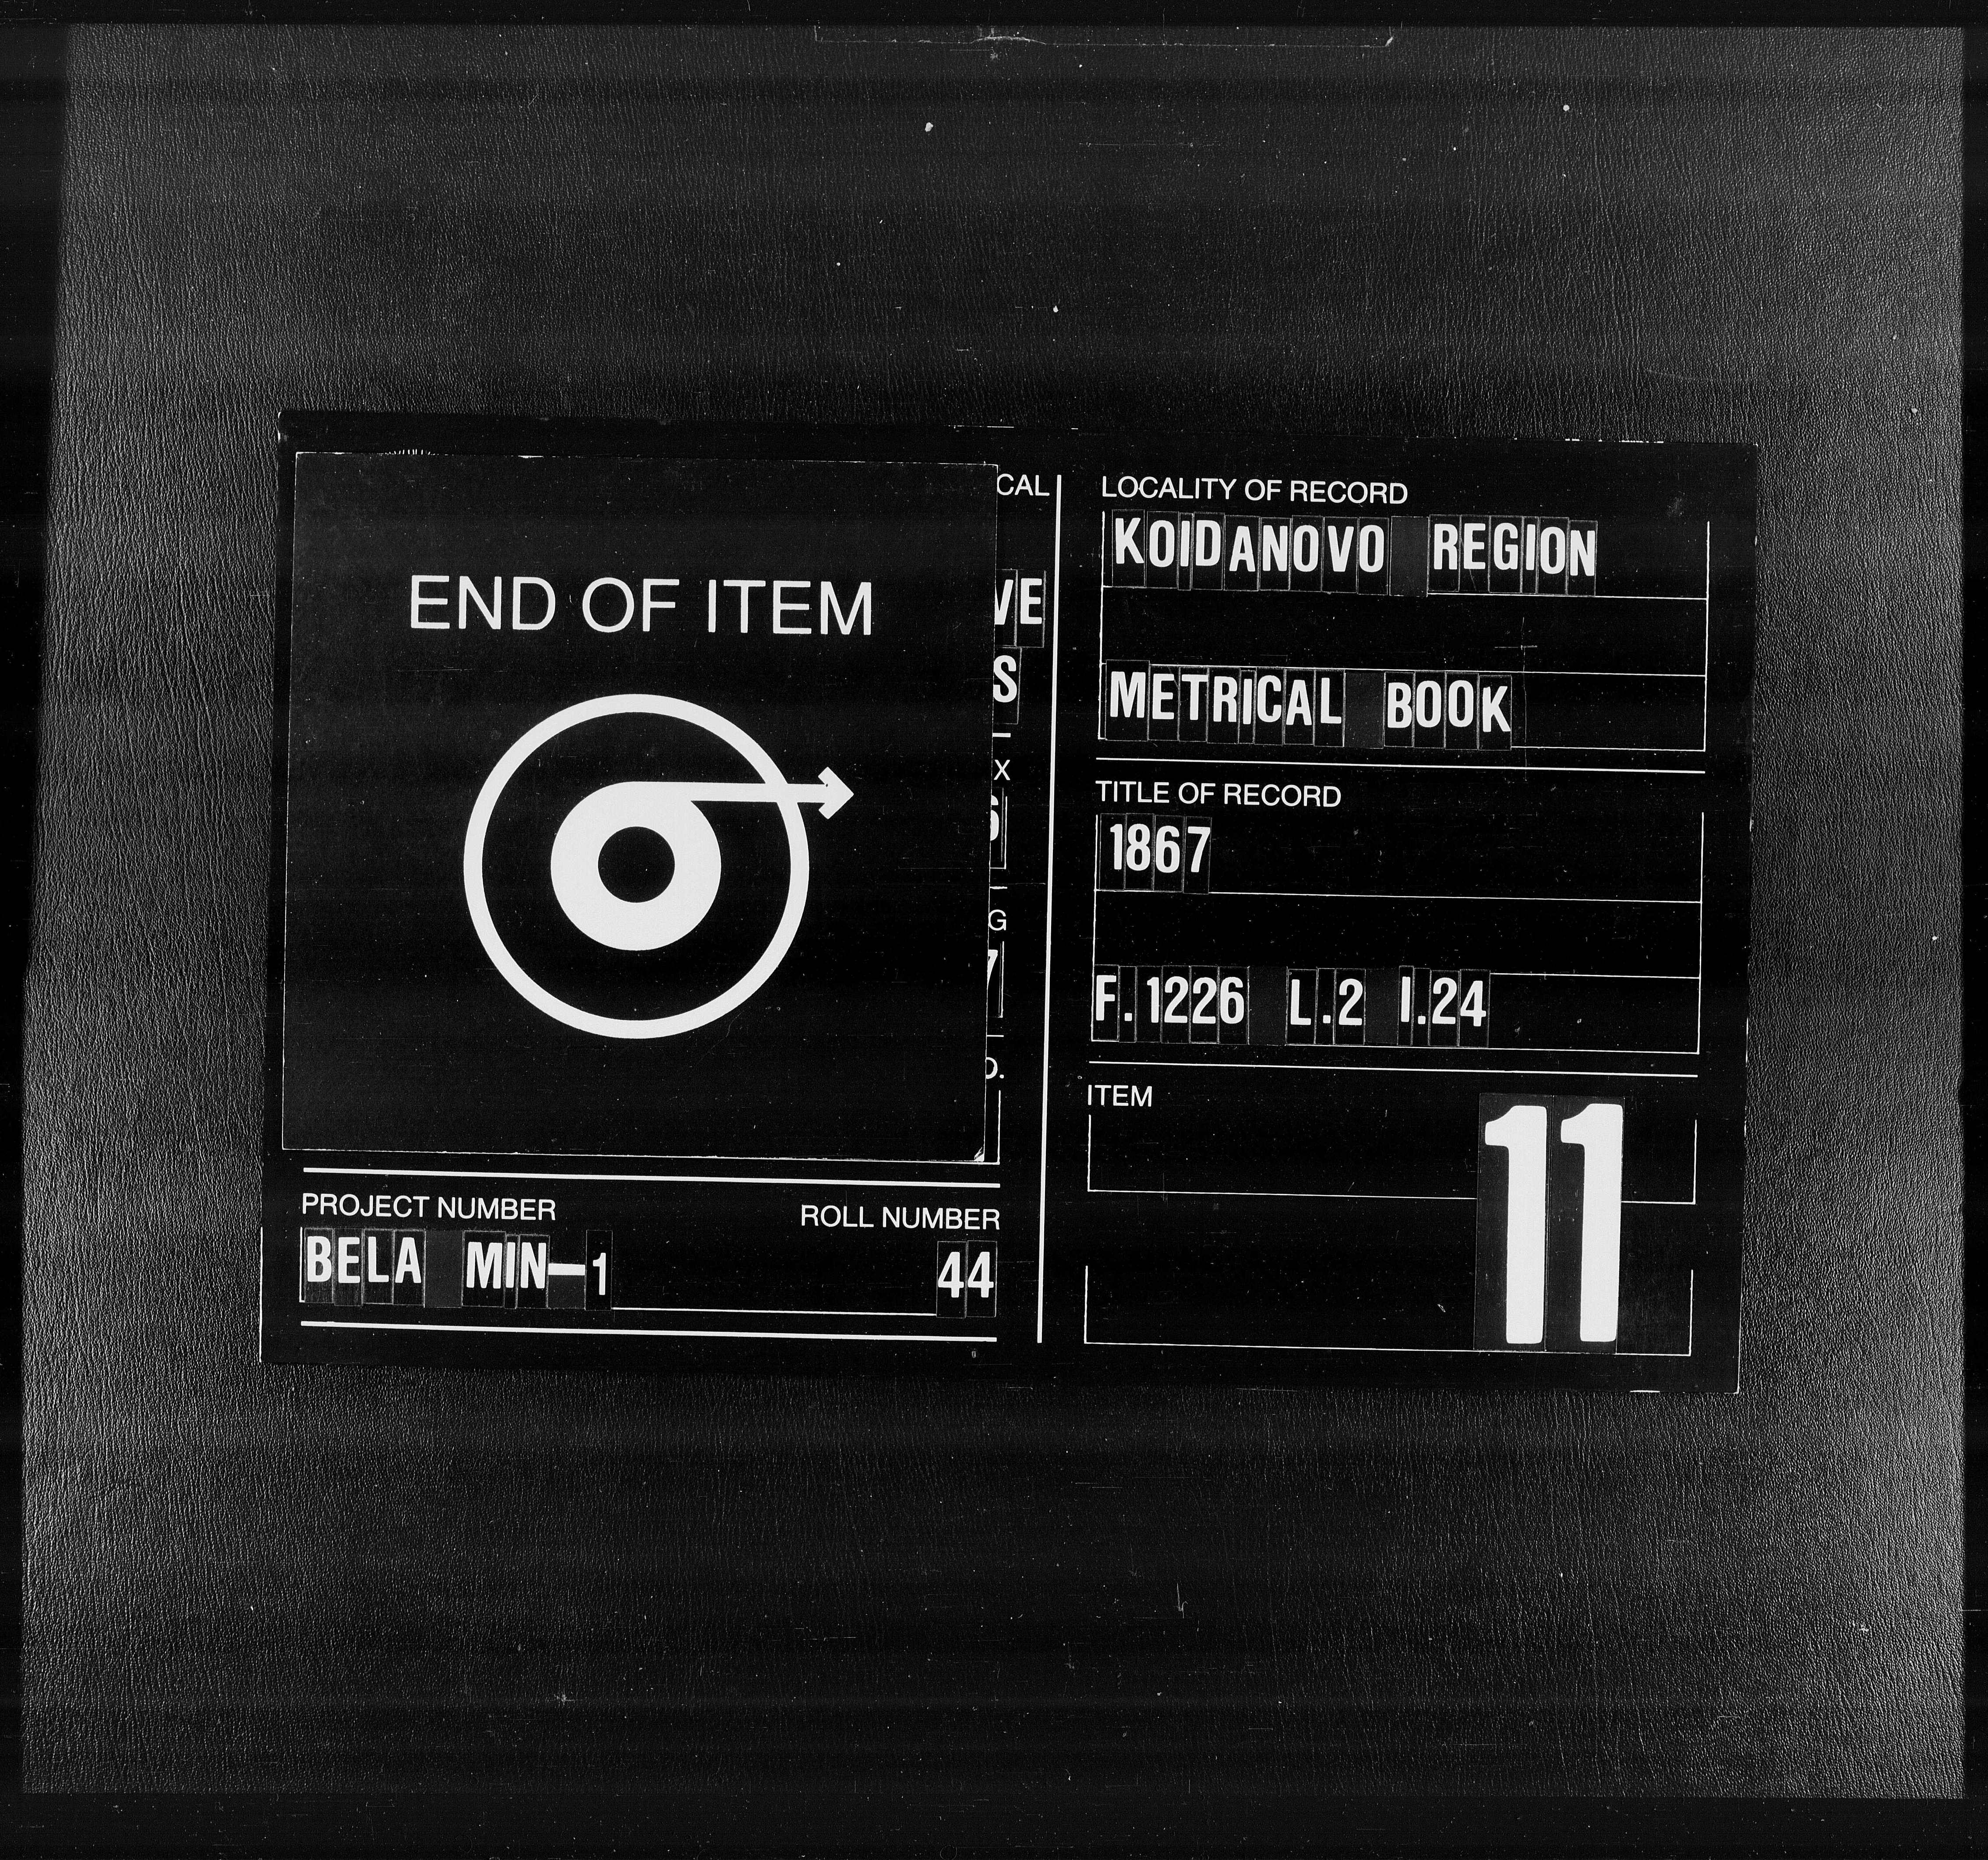 END OF ITEM
CAL
VE
S
X
G
7
PROJECT NUMBER
ROLL NUMBER
BELA MIN-1
44
LOCALITY OF RECORD
KOIDANOVO REGION
METRICAL BOOK
TITLE OF RECORD
1867
F. 1226 L.2 I.24
ITEM
11